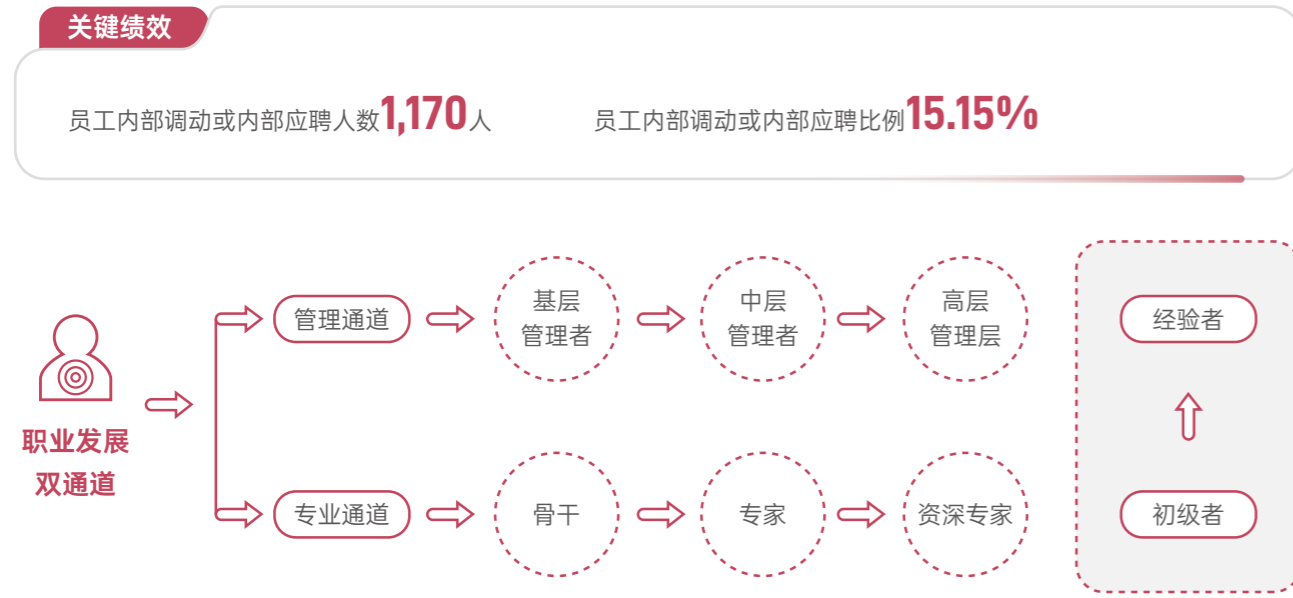 关键绩效
员工内部调动或内部应聘人数1,170人
员工内部调动或内部应聘比例15.15%
职业发展
双通道
管理通道
基层
管理者
中层
管理者
高层
管理层
专业通道
骨干
专家
资深专家
经验者
初级者